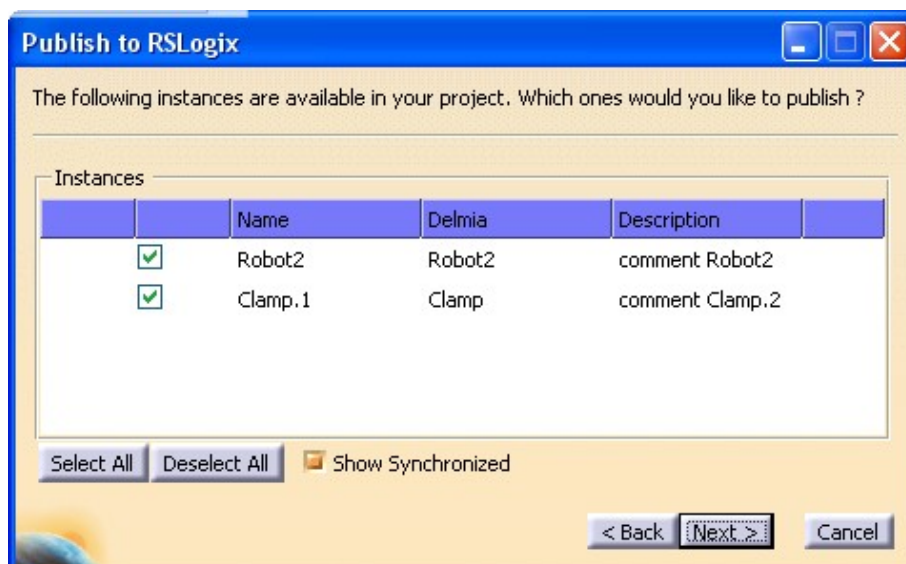 Publish to RSLogix
The following instances are available in your project. Which ones would you like to publish ?
Instances
Name Delmia Description
Robot2 Robot2 comment Robot2
Clamp.1 Clamp comment Clamp.2
Select All Deselect All Show Synchronized
< Back Next > Cancel